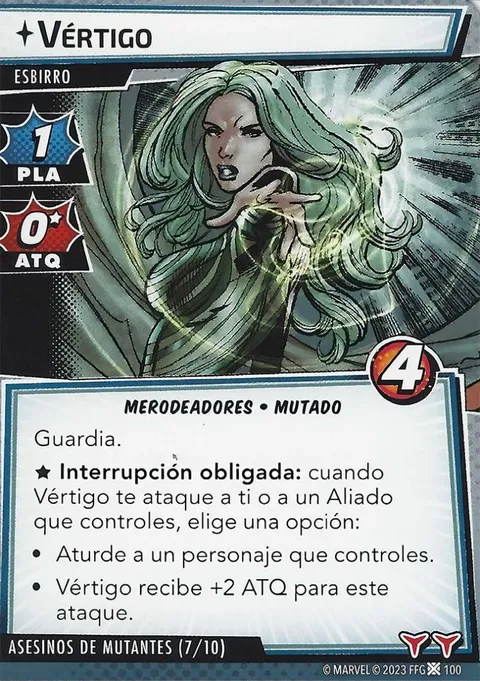 VÉRTIGO
ESBIRRO
1
PLA
0
ATQ
4
MERODEADORES • MUTADO
Guardia.
★ Interrupción obligada: cuando
Vértigo te ataque a ti o a un Aliado
que controles, elige una opción:
• Aturde a un personaje que controles.
• Vértigo recibe +2 ATQ para este
ataque.
ASESINOS DE MUTANTES (7/10)
© MARVEL © 2023 FFG 100